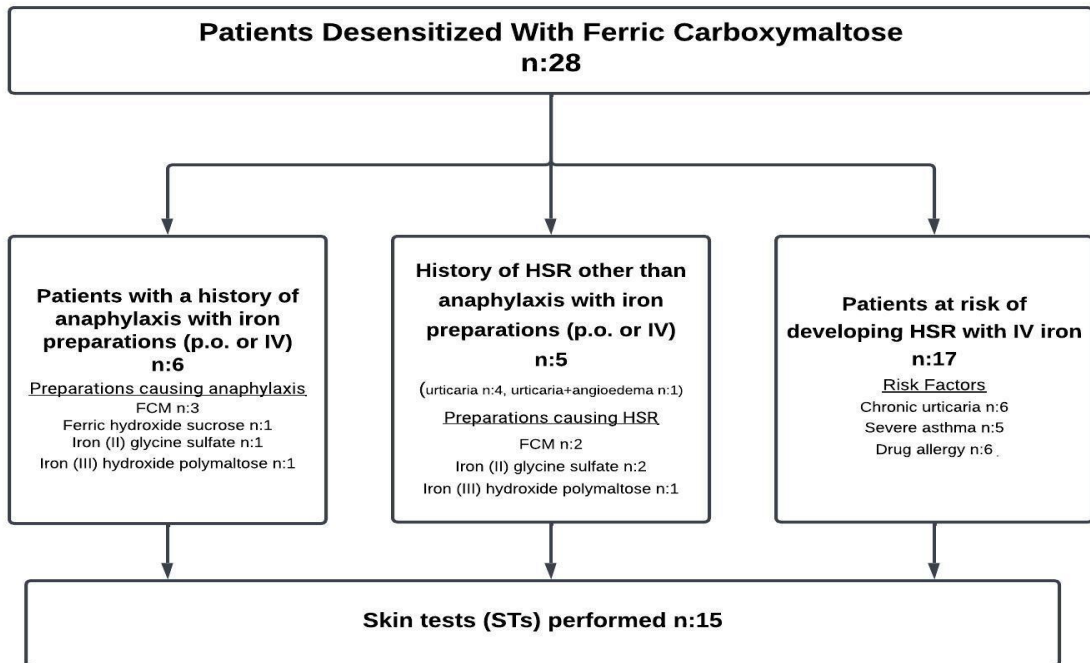 Patients Desensitized With Ferric Carboxymaltose
n:28
Patients with a history of
anaphylaxis with iron
preparations (p.o. or IV)
n:6
Preparations causing anaphylaxis
FCM n:3
Ferric hydroxide sucrose n:1
Iron (II) glycine sulfate n:1
Iron (III) hydroxide polymaltose n:1
History of HSR other than
anaphylaxis with iron
preparations (p.o. or IV)
n:5
(urticaria n:4, urticaria+angioedema n:1)
Preparations causing HSR
FCM n:2
Iron (II) glycine sulfate n:2
Iron (III) hydroxide polymaltose n:1
Patients at risk of
developing HSR with IV iron
n:17
Risk Factors
Chronic urticaria n:6
Severe asthma n:5
Drug allergy n:6 .
Skin tests (STs) performed n:15